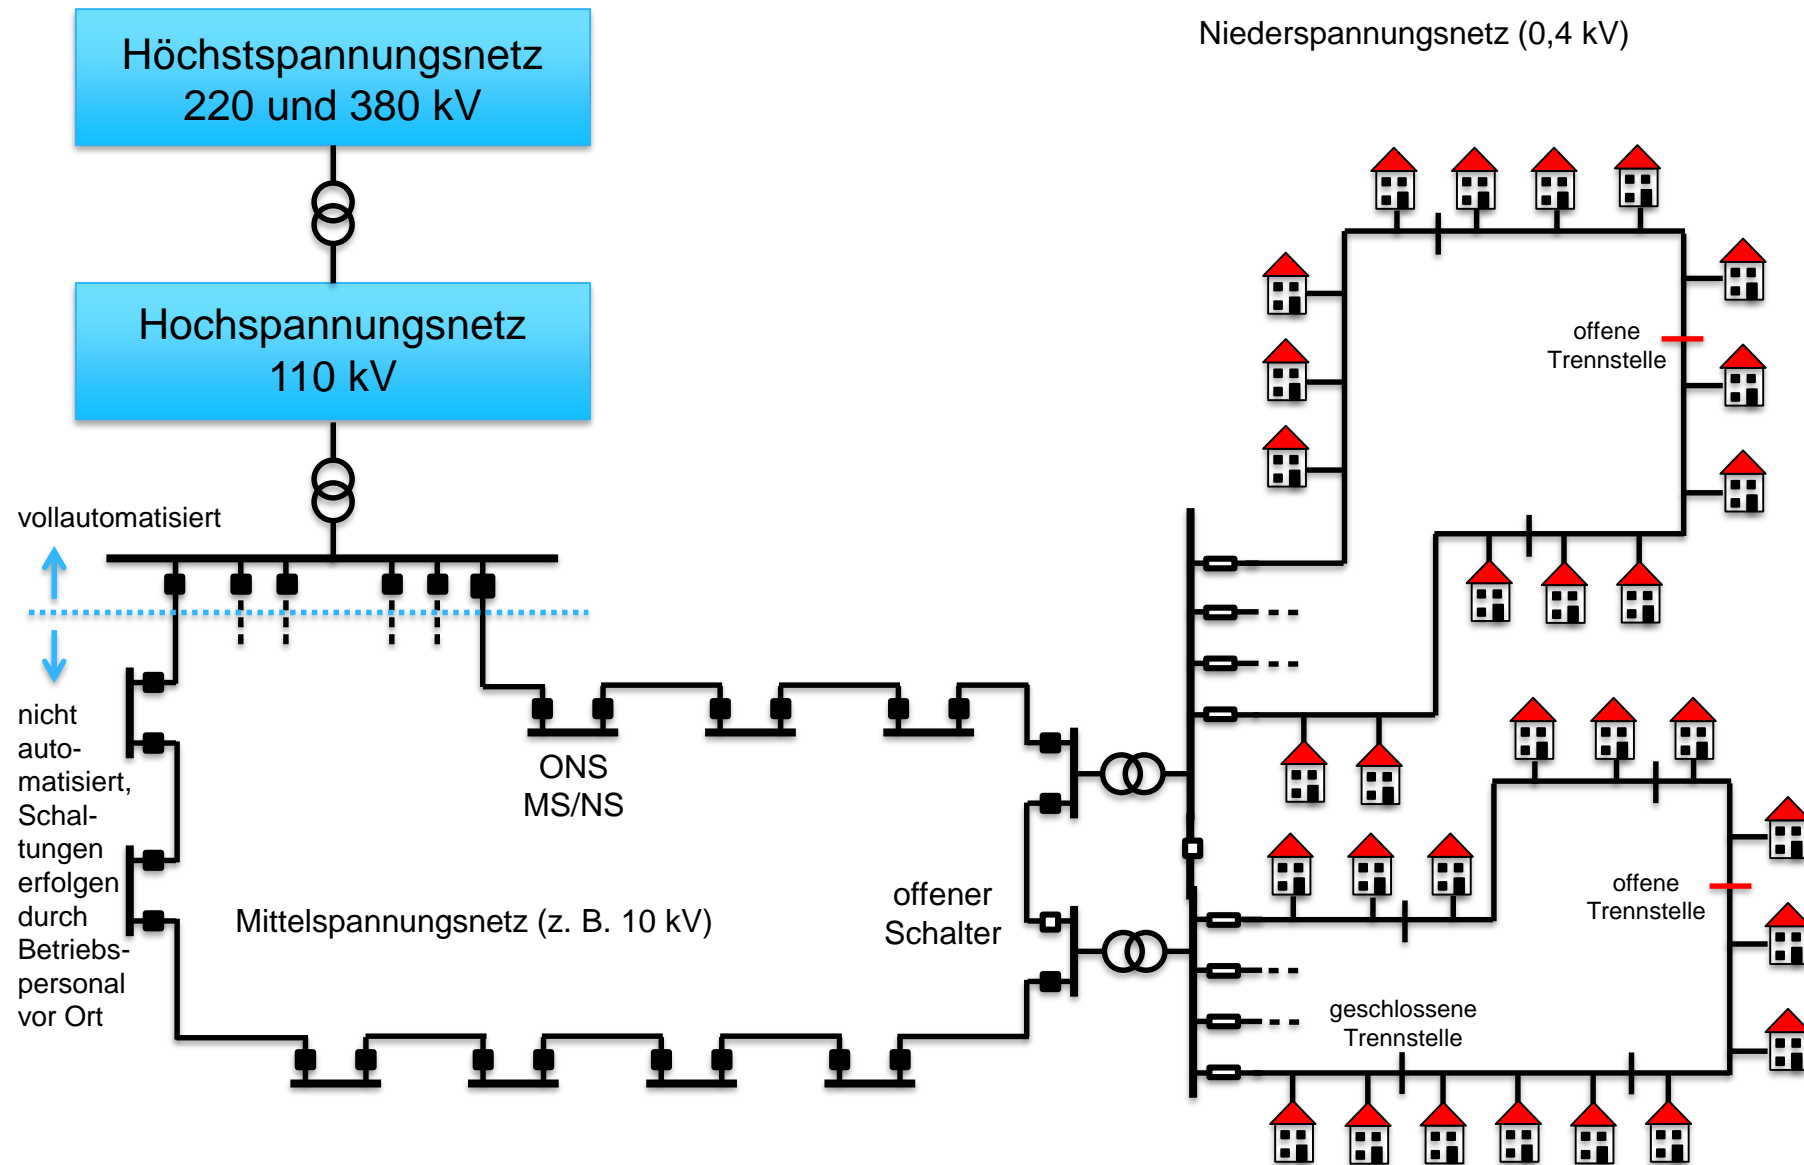 Höchstspannungsnetz
220 und 380 kV
Niederspannungsnetz (0,4 kV)
Hochspannungsnetz
110 kV
offene
Trennstelle
vollautomatisiert
nicht
auto-
matisiert,
Schal-
tungen
erfolgen
durch
Betriebs-
personal
vor Ort
ONS
MS/NS
Mittelspannungsnetz (z. B. 10 kV)
offener
Schalter
offene
Trennstelle
geschlossene
Trennstelle